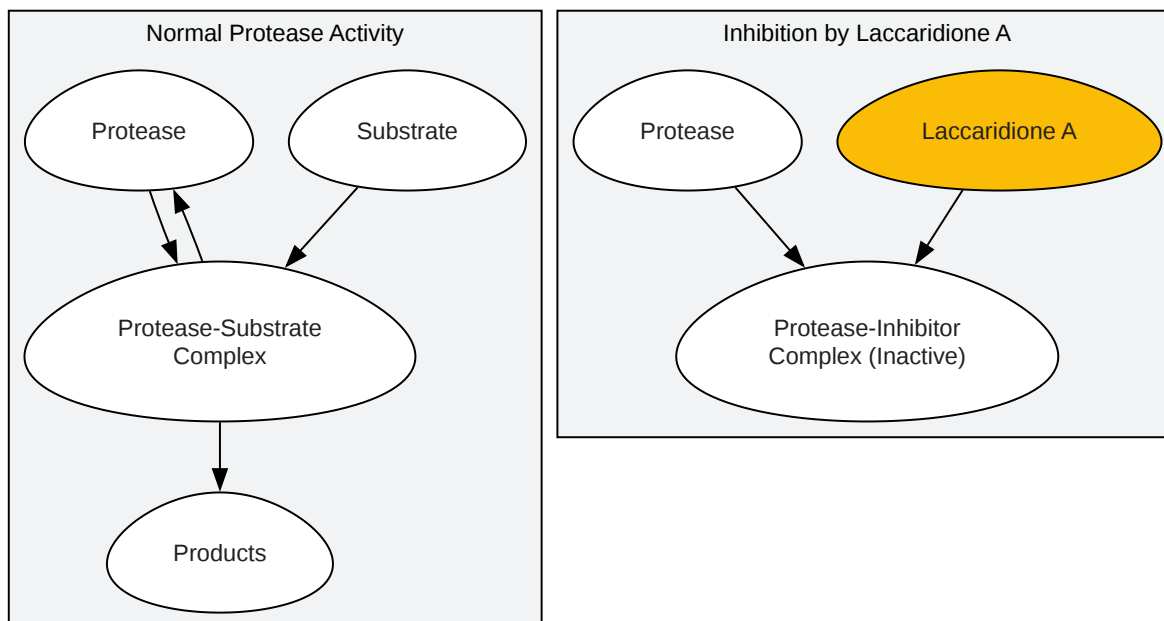 Normal Protease Activity
Protease
Substrate
Protease-Substrate
Complex
Products
Inhibition by Laccaridione A
Protease
Laccaridione A
Protease-Inhibitor
Complex (Inactive)